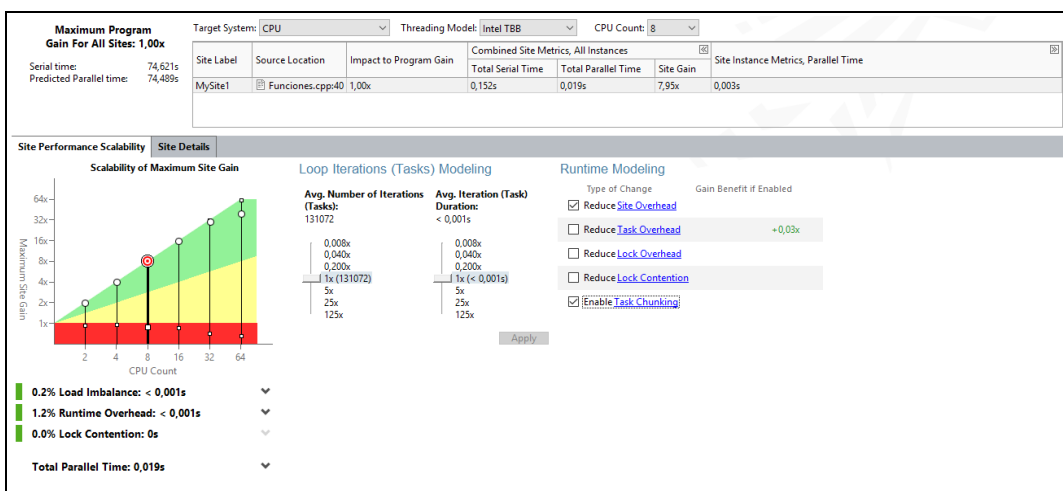 Maximum Program
Gain For All Sites: 1,00x
Serial time: 74,621s
Predicted Parallel time: 74,489s
Target System: CPU Threading Model: Intel TBB CPU Count: 8
Site Label Source Location Impact to Program Gain Combined Site Metrics, All Instances Site Instance Metrics, Parallel Time
Total Serial Time Total Parallel Time Site Gain
MySite1 Funciones.cpp:40 1,00x 0,152s 0,019s 7,95x 0,003s
Site Performance Scalability Site Details
Scalability of Maximum Site Gain
Maximum Site Gain
64x
32x
16x
8x
4x
2x
1x
2 4 8 16 32 64
CPU Count
Loop Iterations (Tasks) Modeling
Avg. Number of Iterations (Tasks):
131072
0,008x
0,040x
0,200x
1x (131072)
5x
25x
125x
Avg. Iteration (Task) Duration:
< 0,001s
0,008x
0,040x
0,200x
1x (< 0,001s)
5x
25x
125x
Apply
Runtime Modeling
Type of Change Gain Benefit if Enabled
Reduce Site Overhead
Reduce Task Overhead +0,03x
Reduce Lock Overhead
Reduce Lock Contention
Enable Task Chunking
0.2% Load Imbalance: < 0,001s
1.2% Runtime Overhead: < 0,001s
0.0% Lock Contention: 0s
Total Parallel Time: 0,019s